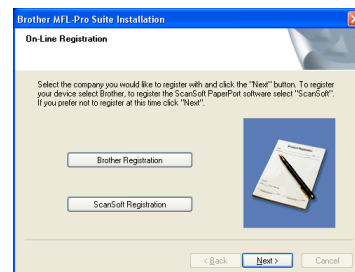 Brother MFL-Pro Suite Installation
On-Line Registration
Select the company you would like to register with and click the "Next" button. To register
your device select Brother, to register the ScanSoft PaperPort software select "ScanSoft".
If you prefer not to register at this time click "Next".
Brother Registration
ScanSoft Registration
< Back
Next >
Cancel